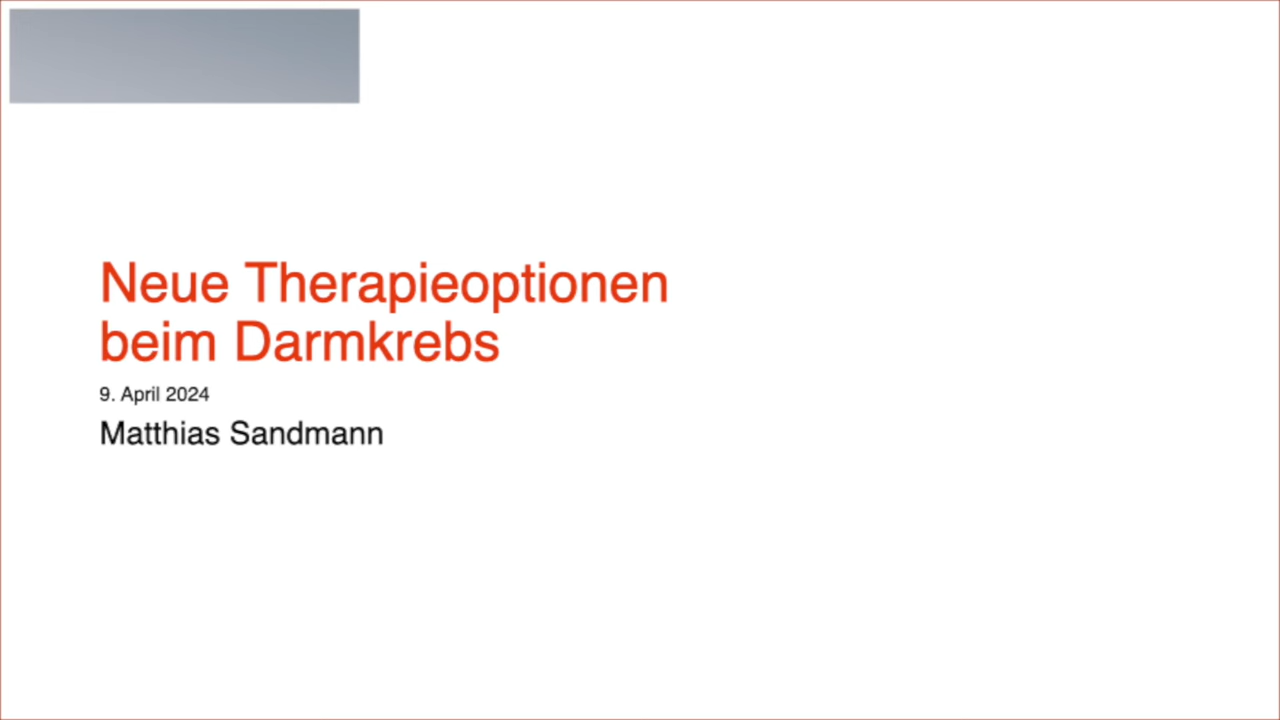 Neue Therapieoptionen
beim Darmkrebs
9. April 2024
Matthias Sandmann